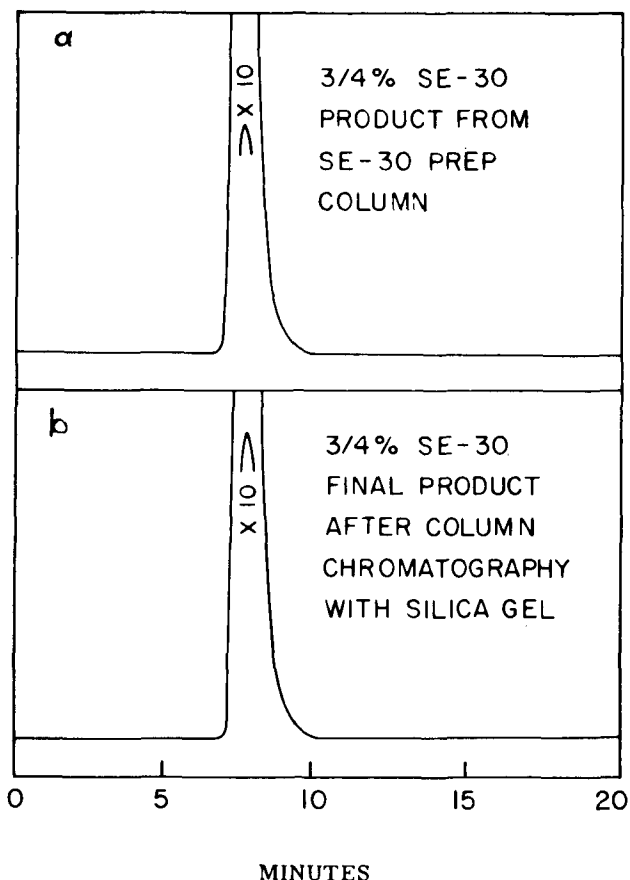 a
3/4% SE-30
PRODUCT FROM
SE-30 PREP
COLUMN
X 10
b
3/4% SE-30
FINAL PRODUCT
AFTER COLUMN
CHROMATOGRAPHY
WITH SILICA GEL
X 10
0 5 10 15 20
MINUTES